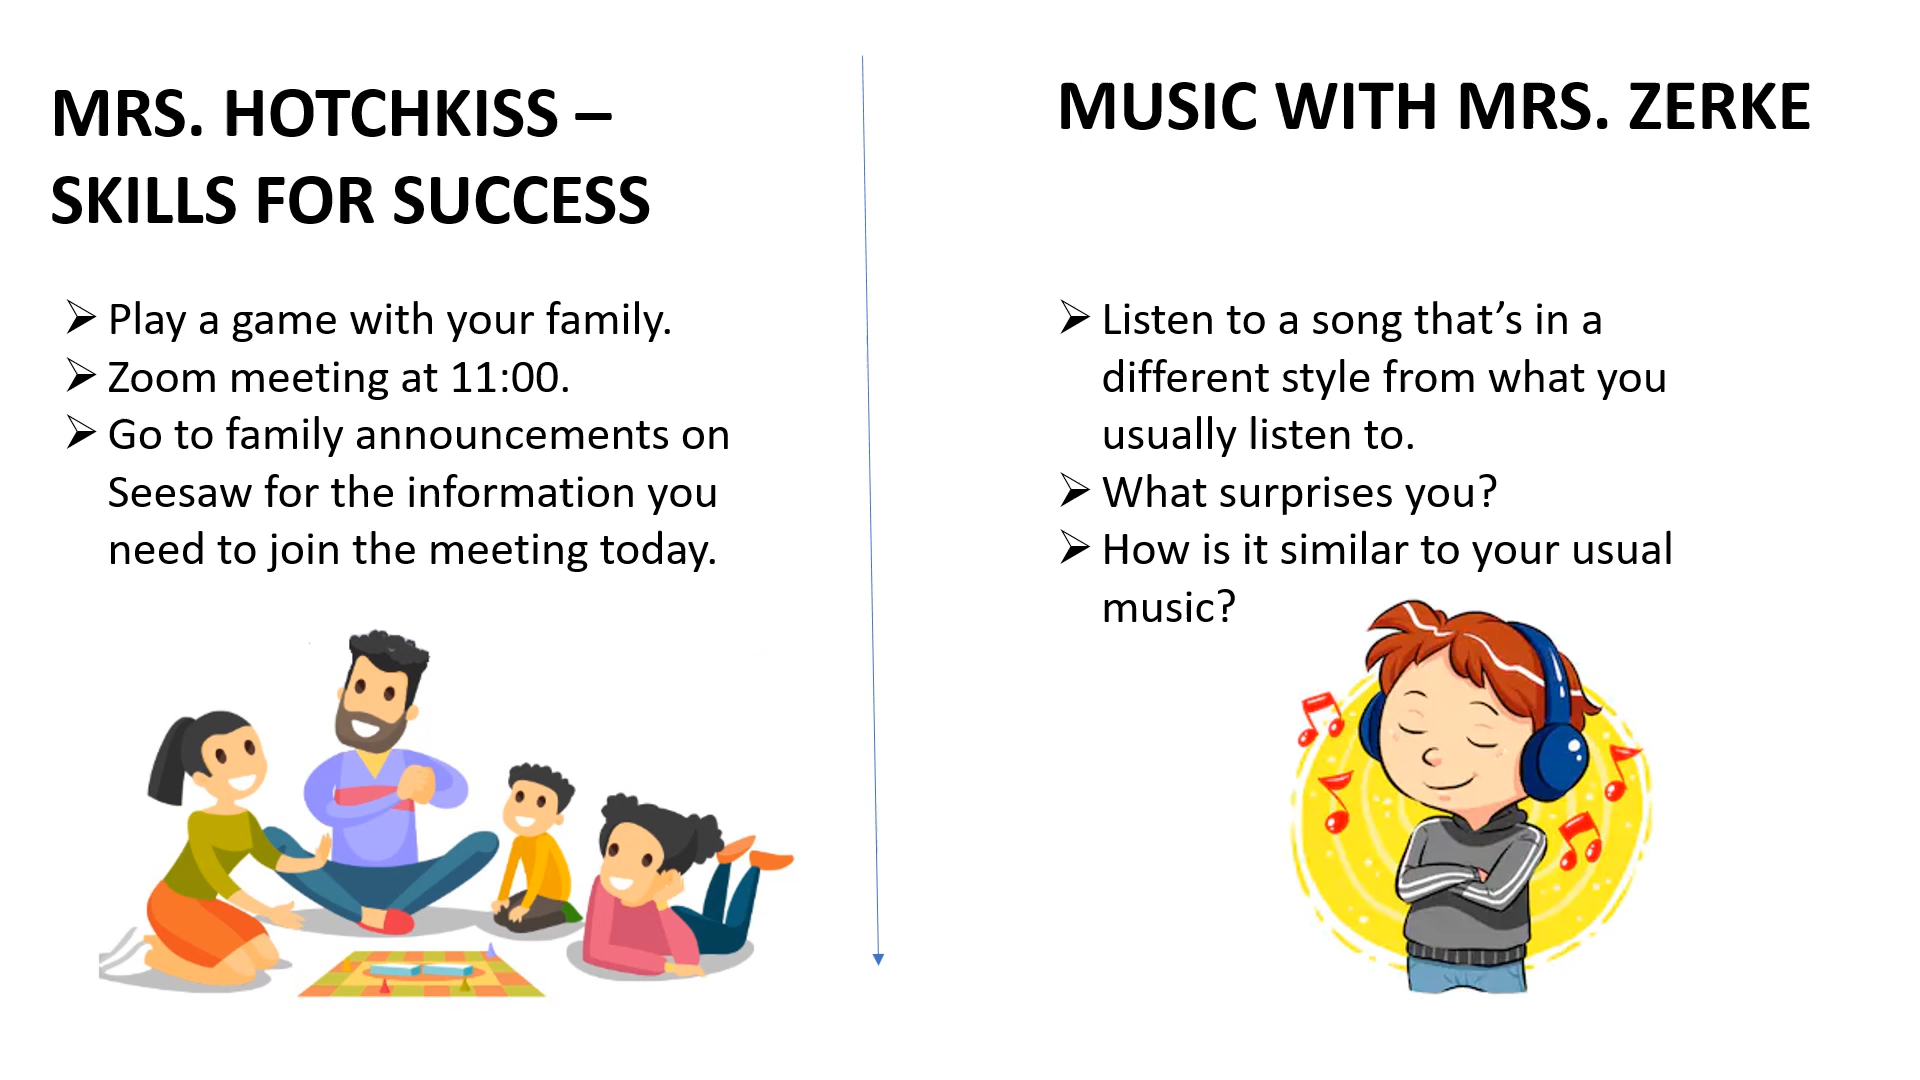 MRS. HOTCHKISS –
SKILLS FOR SUCCESS
➢ Play a game with your family.
➢ Zoom meeting at 11:00.
➢ Go to family announcements on
Seesaw for the information you
need to join the meeting today.
MUSIC WITH MRS. ZERKE
➢ Listen to a song that’s in a
different style from what you
usually listen to.
➢ What surprises you?
➢ How is it similar to your usual
music?